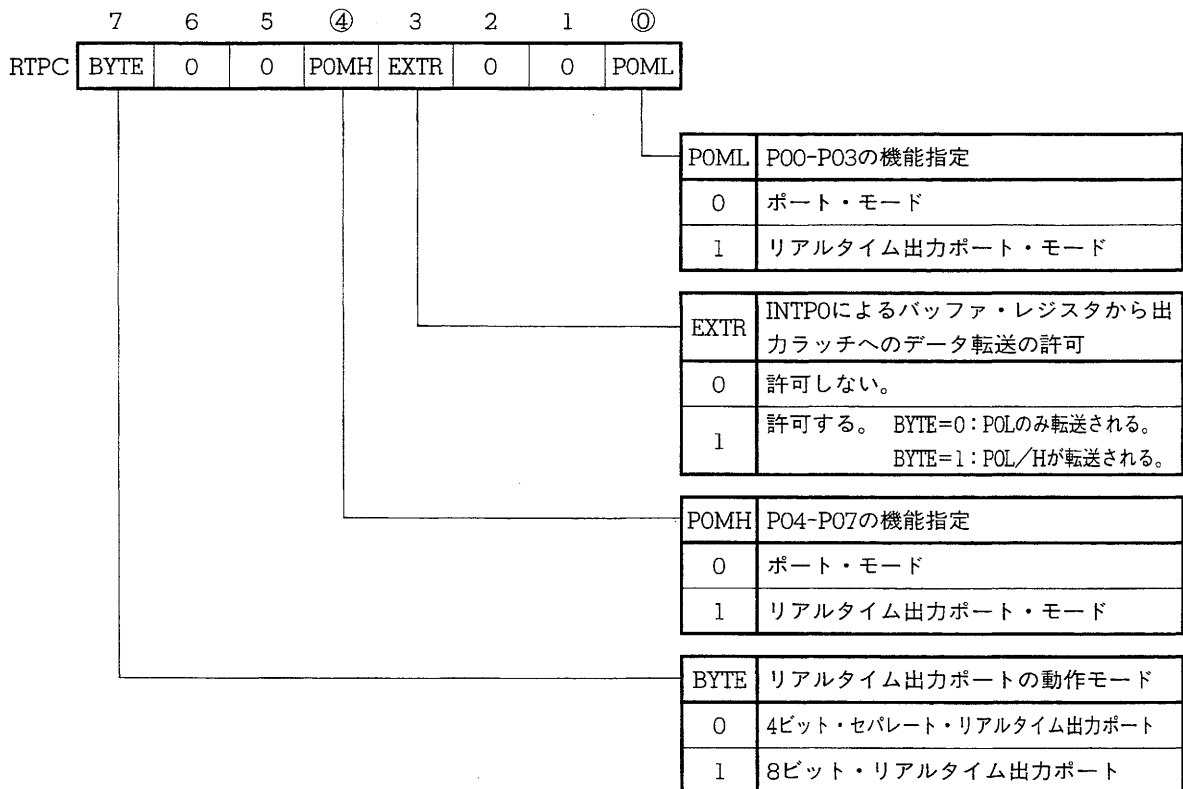 7 6 5 ④ 3 2 1 ⓪
RTPC BYTE 0 0 P0MH EXTR 0 0 P0ML
P0ML P00-P03の機能指定
0 ポート・モード
1 リアルタイム出力ポート・モード
EXTR INTP0によるバッファ・レジスタから出
力ラッチへのデータ転送の許可
0 許可しない。
1 許可する。 BYTE=0：P0Lのみ転送される。
BYTE=1：P0L／Hが転送される。
P0MH P04-P07の機能指定
0 ポート・モード
1 リアルタイム出力ポート・モード
BYTE リアルタイム出力ポートの動作モード
0 4ビット・セパレート・リアルタイム出力ポート
1 8ビット・リアルタイム出力ポート